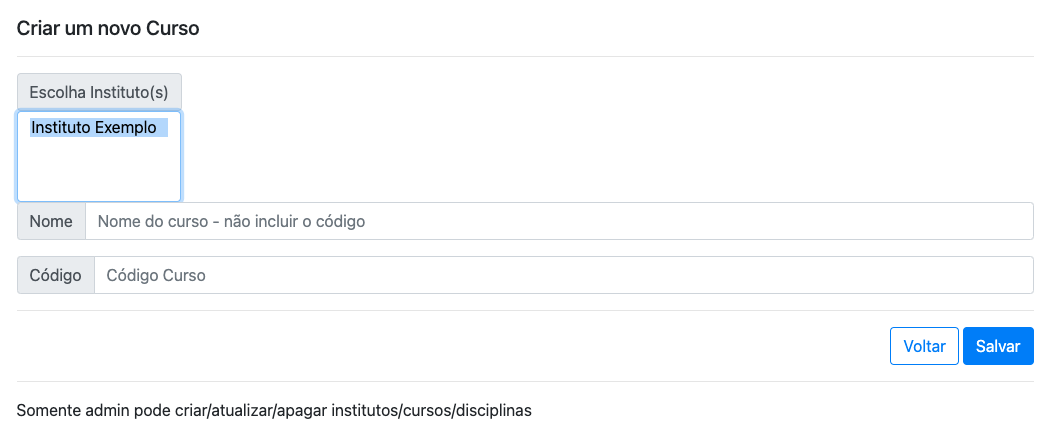 Criar um novo Curso
Escolha Instituto(s)
Instituto Exemplo
Nome Nome do curso - não incluir o código
Código Código Curso
Voltar Salvar
Somente admin pode criar/atualizar/apagar institutos/cursos/disciplinas